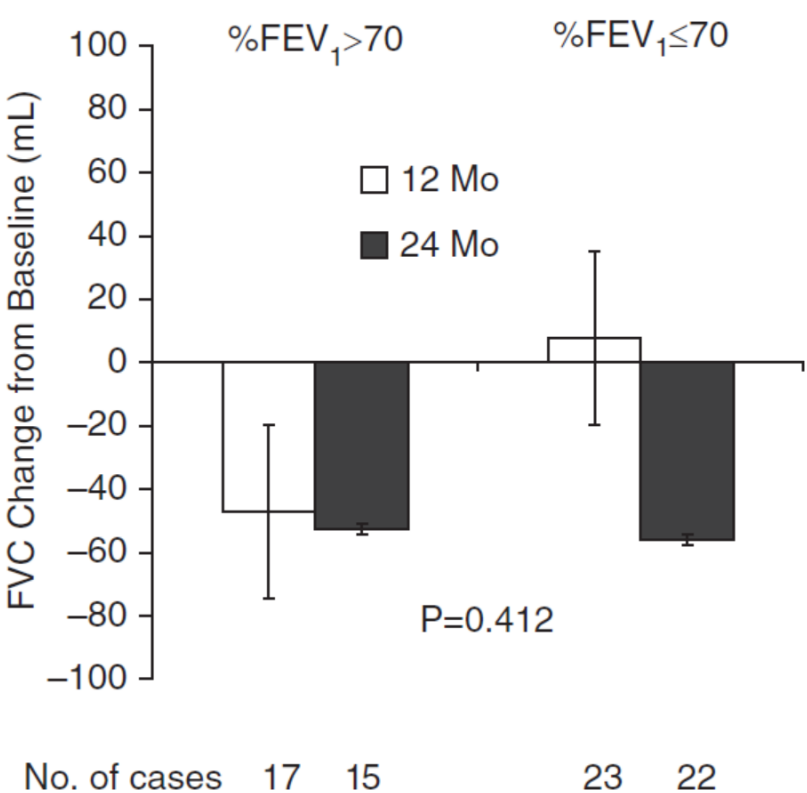 %FEV₁>70
%FEV₁≤70
FVC Change from Baseline (mL)
100
80
60
40
20
0
−20
−40
−60
−80
−100
12 Mo
24 Mo
P=0.412
No. of cases 17 15 23 22